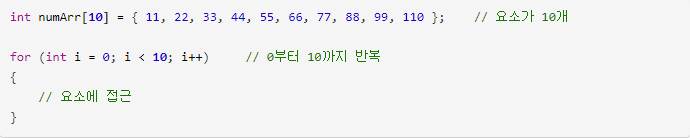 int numArr[10] = { 11, 22, 33, 44, 55, 66, 77, 88, 99, 110 };    // 요소가 10개
for (int i = 0; i < 10; i++)     // 0부터 10까지 반복
{
    // 요소에 접근
}